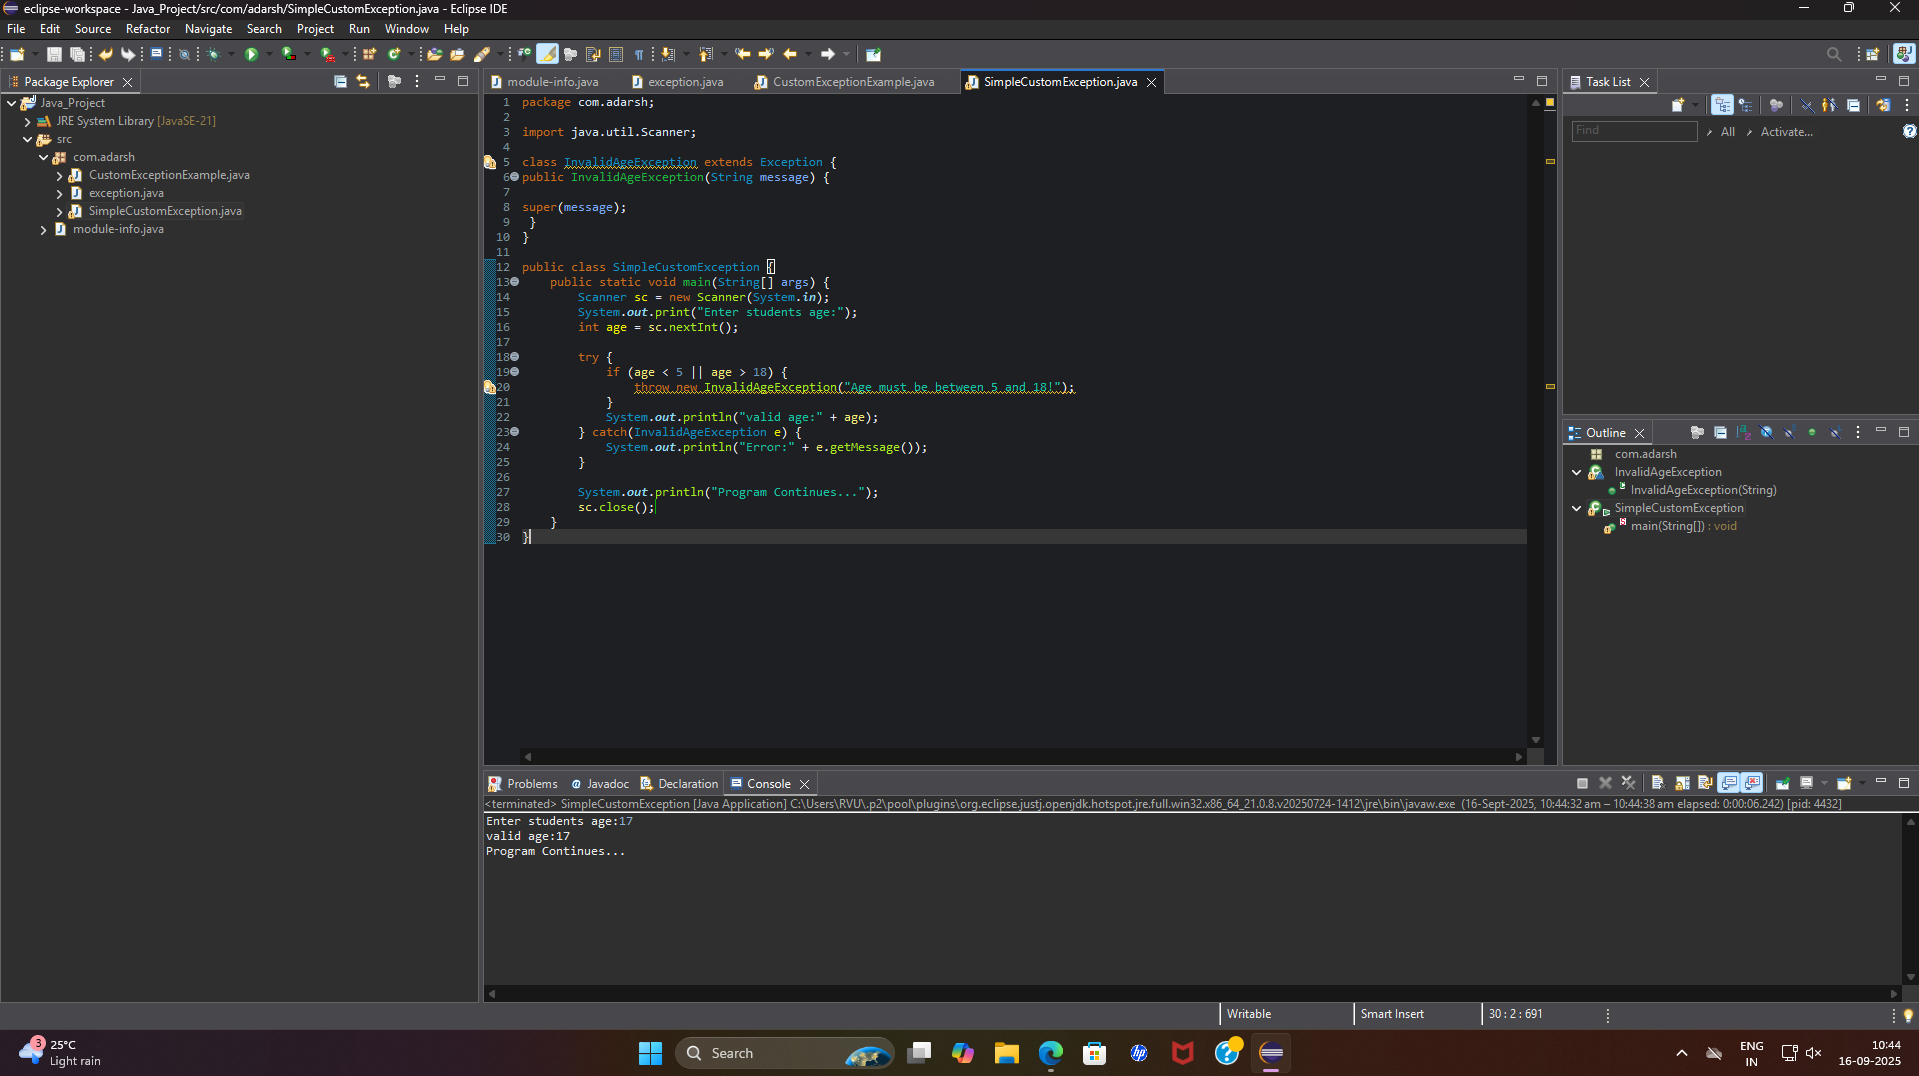 eclipse-workspace - Java_Project/src/com/adarsh/SimpleCustomException.java - Eclipse IDE
File Edit Source Refactor Navigate Search Project Run Window Help
Package Explorer
Java_Project
JRE System Library [JavaSE-21]
src
com.adarsh
CustomExceptionExample.java
exception.java
SimpleCustomException.java
module-info.java
module-info.java exception.java CustomExceptionExample.java SimpleCustomException.java
1 package com.adarsh;
2
3 import java.util.Scanner;
4
5 class InvalidAgeException extends Exception {
6 public InvalidAgeException(String message) {
7
8 super(message);
9 }
10 }
11
12 public class SimpleCustomException {
13 public static void main(String[] args) {
14 Scanner sc = new Scanner(System.in);
15 System.out.print("Enter students age:");
16 int age = sc.nextInt();
17
18 try {
19 if (age < 5 || age > 18) {
20 throw new InvalidAgeException("Age must be between 5 and 18!");
21 }
22 System.out.println("valid age:" + age);
23 } catch(InvalidAgeException e) {
24 System.out.println("Error:" + e.getMessage());
25 }
26
27 System.out.println("Program Continues...");
28 sc.close();
29 }
30 }
Task List
Find All Activate...
Outline
com.adarsh
InvalidAgeException
InvalidAgeException(String)
SimpleCustomException
main(String[]) : void
Problems Javadoc Declaration Console
<terminated> SimpleCustomException [Java Application] C:\Users\RVU\.p2\pool\plugins\org.eclipse.justj.openjdk.hotspot.jre.full.win32.x86_64_21.0.8.v20250724-1412\jre\bin\javaw.exe (16-Sept-2025, 10:44:32 am – 10:44:38 am elapsed: 0:00:06.242) [pid: 4432]
Enter students age:17
valid age:17
Program Continues...
Writable Smart Insert 30 : 2 : 691
3
25°C
Light rain
Search
hp
ENG
IN
10:44
16-09-2025